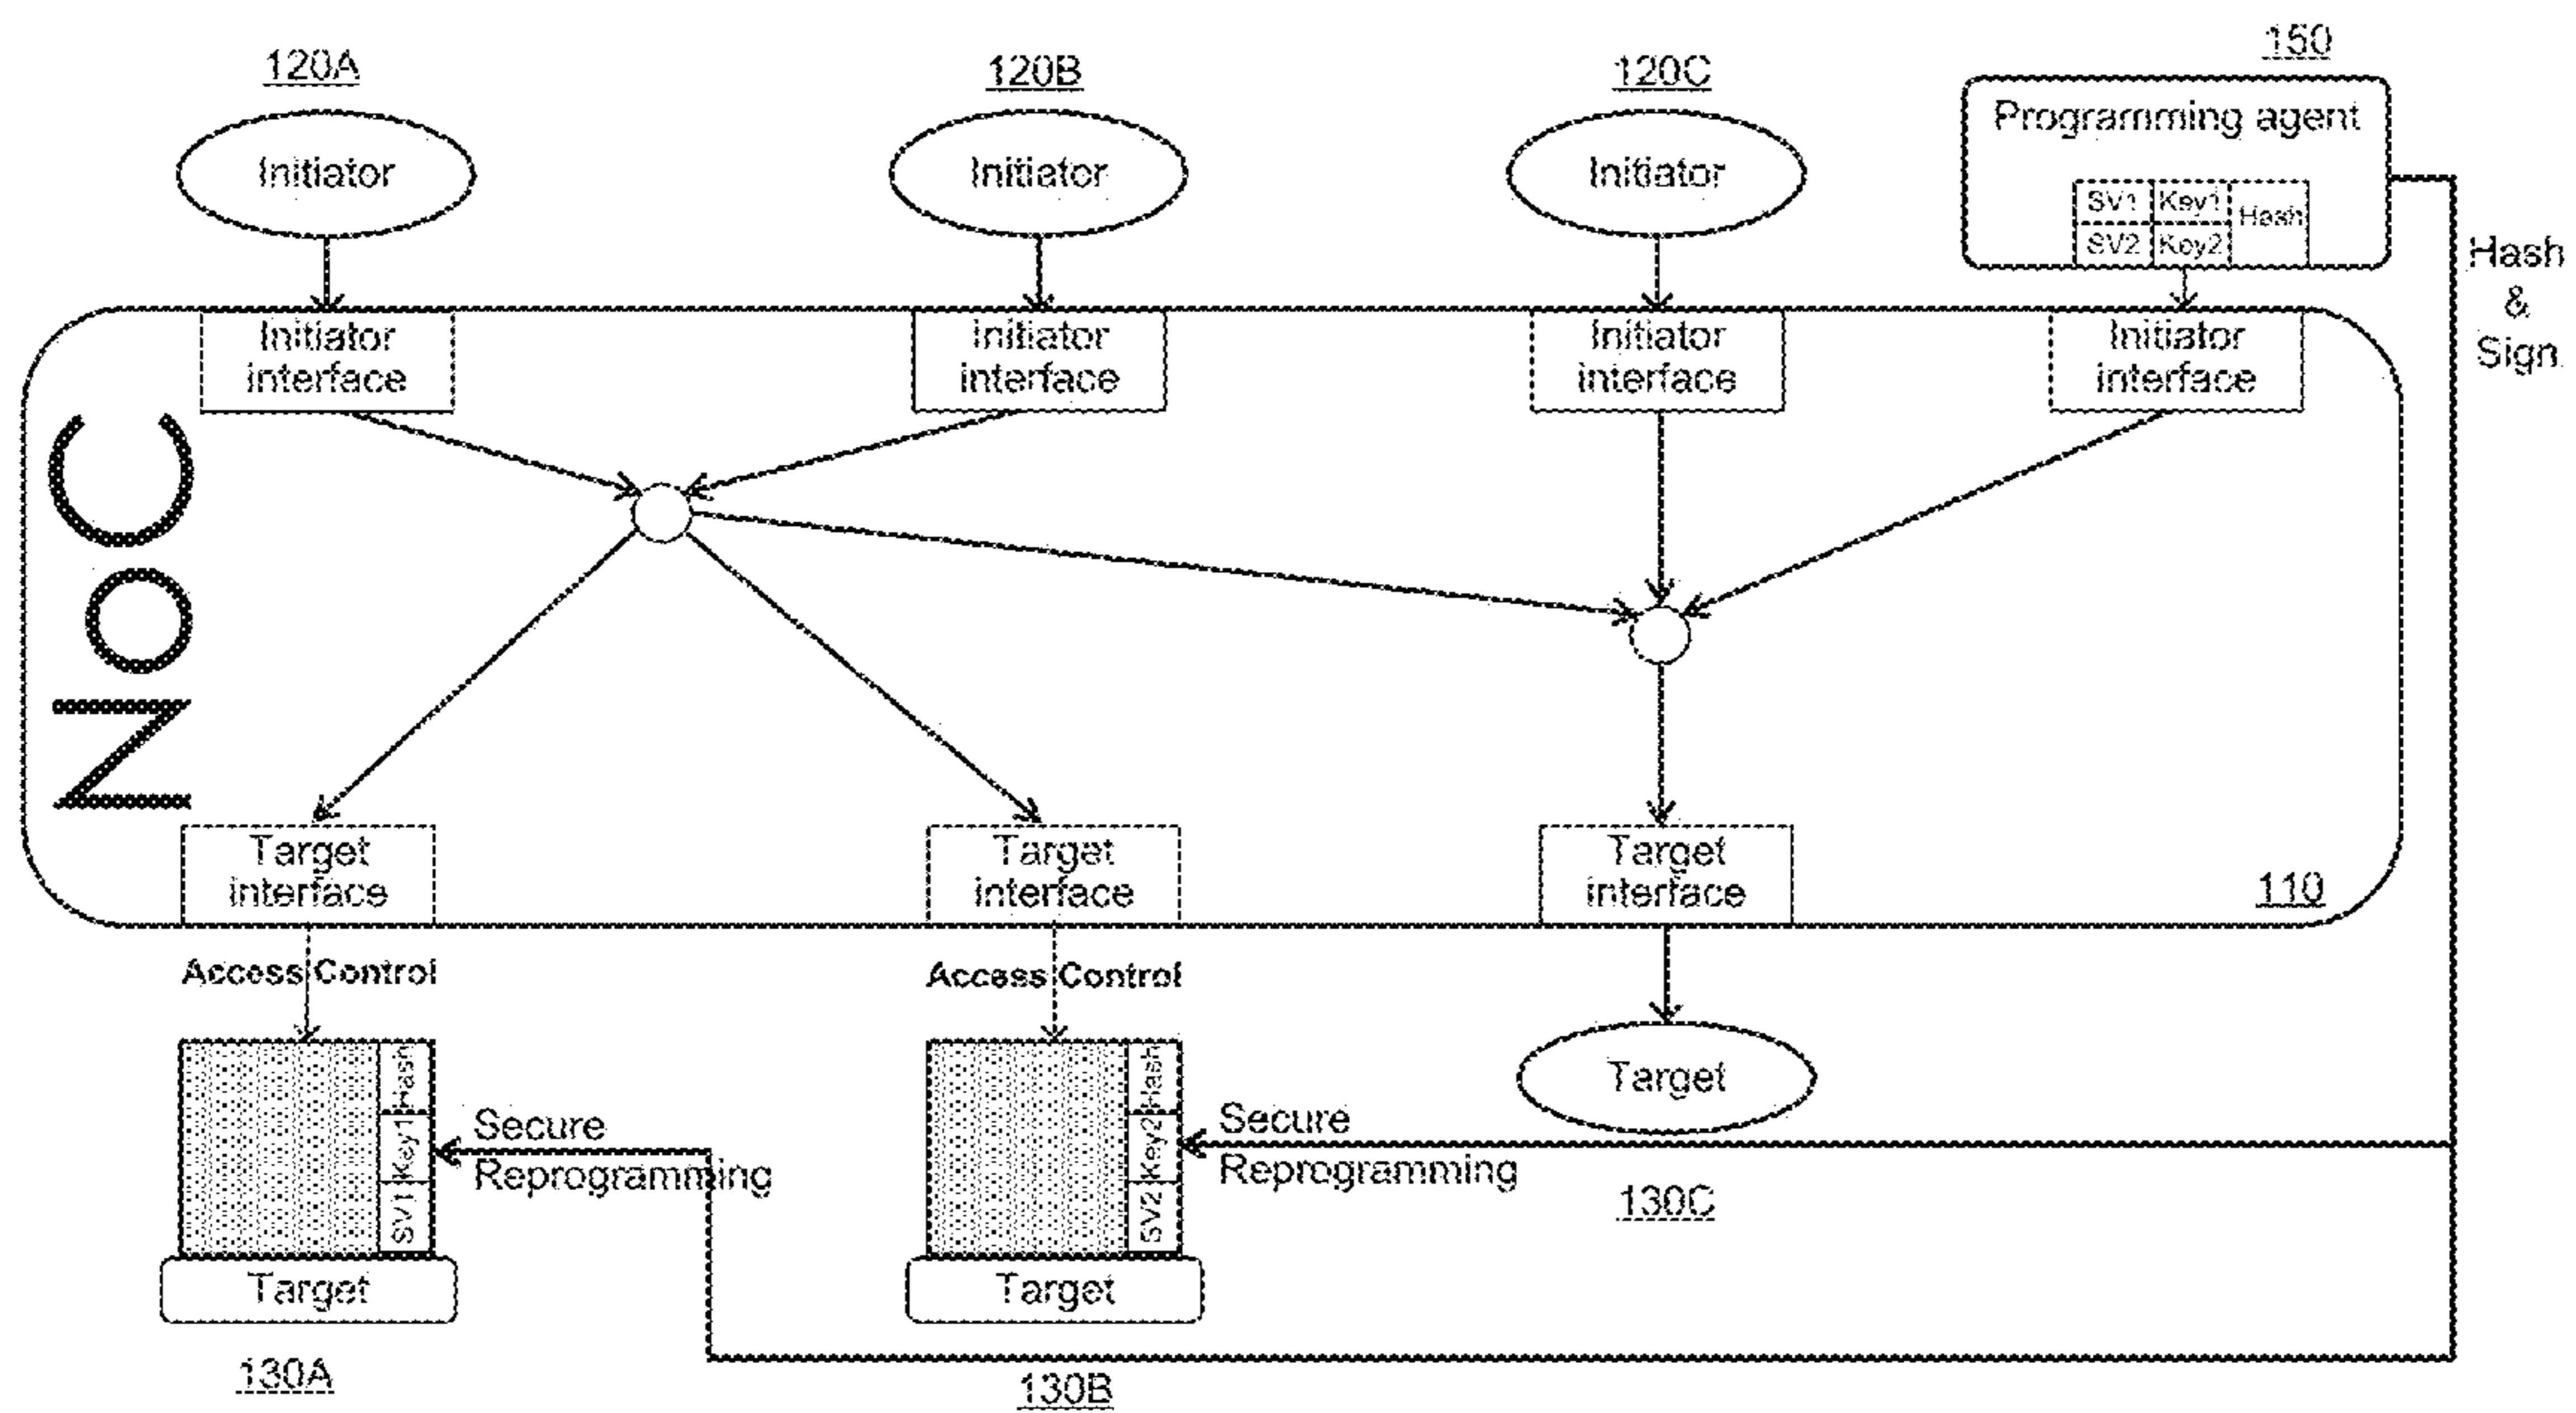 150
120A
120B
120C
Programming agent
Initiator
Initiator
Initiator
SV1
Key1
Hash
SV2
Key2
Hash
&
Sign
Initiator
interface
Initiator
interface
Initiator
interface
Initiator
interface
NoC
Target
interface
Target
interface
Target
interface
110
Access Control
Access Control
Hash
Key1
SV1
Secure
Reprogramming
Hash
Key2
SV2
Secure
Reprogramming
Target
130C
Target
Target
130A
130B